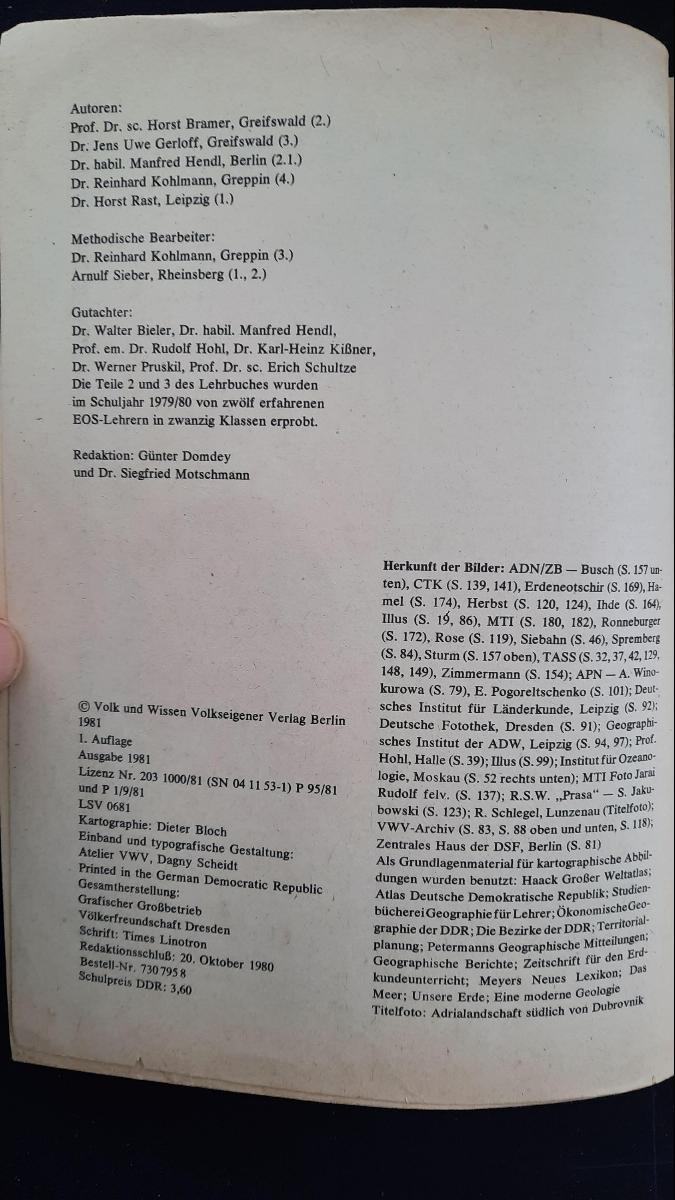 Autoren:
Prof. Dr. sc. Horst Bramer, Greifswald (2.)
Dr. Jens Uwe Gerloff, Greifswald (3.)
Dr. habil. Manfred Hendl, Berlin (2.1.)
Dr. Reinhard Kohlmann, Greppin (4.)
Dr. Horst Rast, Leipzig (1.)
Methodische Bearbeiter:
Dr. Reinhard Kohlmann, Greppin (3.)
Arnulf Sieber, Rheinsberg (1., 2.)
Gutachter:
Dr. Walter Bieler, Dr. habil. Manfred Hendl,
Prof. em. Dr. Rudolf Hohl, Dr. Karl-Heinz Kißner,
Dr. Werner Pruskil, Prof. Dr. sc. Erich Schultze
Die Teile 2 und 3 des Lehrbuches wurden
im Schuljahr 1979/80 von zwölf erfahrenen
EOS-Lehrern in zwanzig Klassen erprobt.
Redaktion: Günter Domdey
und Dr. Siegfried Motschmann
© Volk und Wissen Volkseigener Verlag Berlin
1981
1. Auflage
Ausgabe 1981
Lizenz Nr. 203 1000/81 (SN 04 11 53-1) P 95/81
und P 1/9/81
LSV 0681
Kartographie: Dieter Bloch
Einband und typografische Gestaltung:
Atelier VWV, Dagny Scheidt
Printed in the German Democratic Republic
Gesamtherstellung:
Grafischer Großbetrieb
Völkerfreundschaft Dresden
Schrift: Times Linotron
Redaktionsschluß: 20. Oktober 1980
Bestell-Nr. 730 795 8
Schulpreis DDR: 3,60
Herkunft der Bilder: ADN/ZB — Busch (S. 157 un-
ten), CTK (S. 139, 141), Erdeneotschir (S. 169), Ha-
mel (S. 174), Herbst (S. 120, 124), Ihde (S. 164),
Illus (S. 19, 86), MTI (S. 180, 182), Ronneburger
(S. 172), Rose (S. 119), Siebahn (S. 46), Spremberg
(S. 84), Sturm (S. 157 oben), TASS (S. 32, 37, 42, 129,
148, 149), Zimmermann (S. 154); APN — A. Wino-
kurowa (S. 79), E. Pogoreltschenko (S. 101); Deut-
sches Institut für Länderkunde, Leipzig (S. 92);
Deutsche Fotothek, Dresden (S. 91); Geographi-
sches Institut der ADW, Leipzig (S. 94, 97); Prof.
Hohl, Halle (S. 39); Illus (S. 99); Institut für Ozeano-
logie, Moskau (S. 52 rechts unten); MTI Foto Jarai
Rudolf felv. (S. 137); R.S.W. „Prasa“ — S. Jaku-
bowski (S. 123); R. Schlegel, Lunzenau (Titelfoto);
VWV-Archiv (S. 83, S. 88 oben und unten, S. 118);
Zentrales Haus der DSF, Berlin (S. 81)
Als Grundlagenmaterial für kartographische Abbil-
dungen wurden benutzt: Haack Großer Weltatlas;
Atlas Deutsche Demokratische Republik; Studien-
bücherei Geographie für Lehrer; Ökonomische Geo-
graphie der DDR; Die Bezirke der DDR; Territorial-
planung; Petermanns Geographische Mitteilungen;
Geographische Berichte; Zeitschrift für den Erd-
kundeunterricht; Meyers Neues Lexikon; Das
Meer; Unsere Erde; Eine moderne Geologie
Titelfoto: Adrialandschaft südlich von Dubrovnik